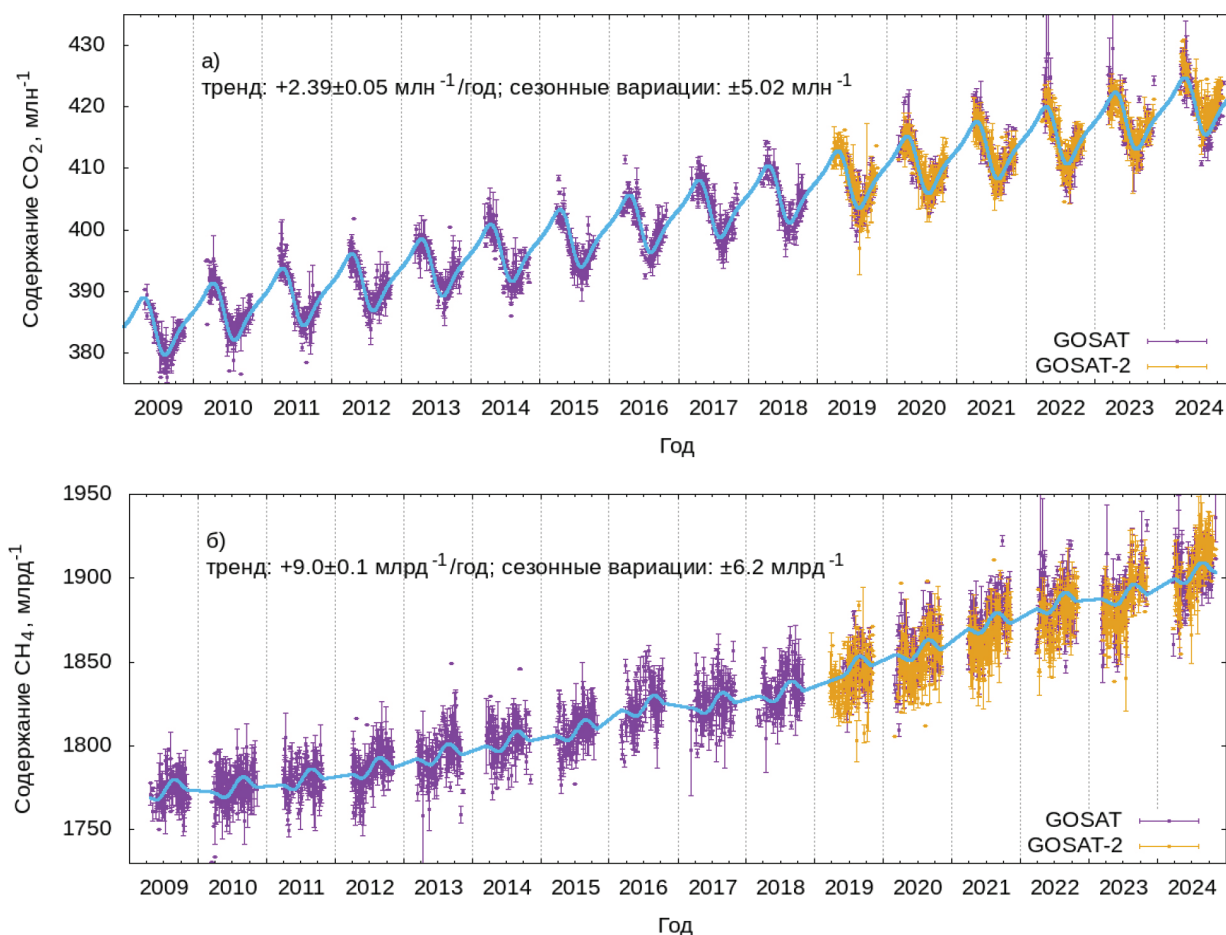 а)
тренд: +2.39±0.05 млн⁻¹/год; сезонные вариации: ±5.02 млн⁻¹
Содержание CO₂, млн⁻¹
430
420
410
400
390
380
GOSAT
GOSAT-2
2009 2010 2011 2012 2013 2014 2015 2016 2017 2018 2019 2020 2021 2022 2023 2024
Год
б)
тренд: +9.0±0.1 млрд⁻¹/год; сезонные вариации: ±6.2 млрд⁻¹
Содержание CH₄, млрд⁻¹
1950
1900
1850
1800
1750
GOSAT
GOSAT-2
2009 2010 2011 2012 2013 2014 2015 2016 2017 2018 2019 2020 2021 2022 2023 2024
Год